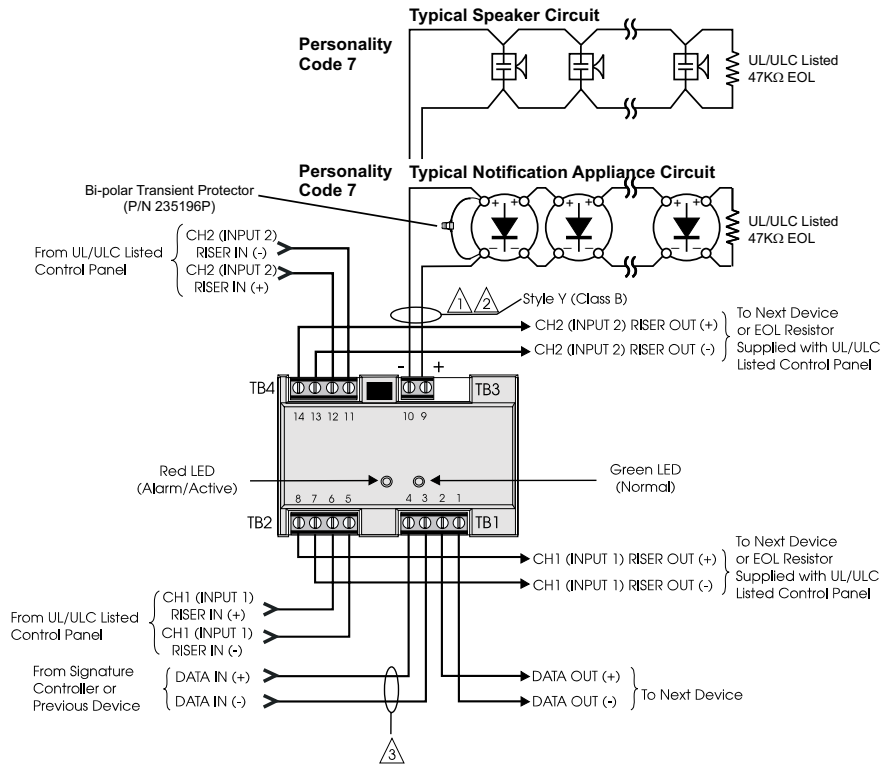 Typical Speaker Circuit
Personality
Code 7
UL/ULC Listed
47KΩ EOL
Personality
Code 7
Typical Notification Appliance Circuit
Bi-polar Transient Protector
(P/N 235196P)
+ + + + + +
– – – – – –
UL/ULC Listed
47KΩ EOL
From UL/ULC Listed
Control Panel
CH2 (INPUT 2)
RISER IN (-)
CH2 (INPUT 2)
RISER IN (+)
1 2
Style Y (Class B)
CH2 (INPUT 2) RISER OUT (+)
CH2 (INPUT 2) RISER OUT (-)
To Next Device
or EOL Resistor
Supplied with UL/ULC
Listed Control Panel
- +
TB4 TB3
14 13 12 11 10 9
Red LED
(Alarm/Active)
Green LED
(Normal)
8 7 6 5 4 3 2 1
TB2 TB1
CH1 (INPUT 1) RISER OUT (+)
CH1 (INPUT 1) RISER OUT (-)
To Next Device
or EOL Resistor
Supplied with UL/ULC
Listed Control Panel
From UL/ULC Listed
Control Panel
CH1 (INPUT 1)
RISER IN (+)
CH1 (INPUT 1)
RISER IN (-)
From Signature
Controller or
Previous Device
DATA IN (+)
DATA IN (-)
DATA OUT (+)
DATA OUT (-)
To Next Device
3